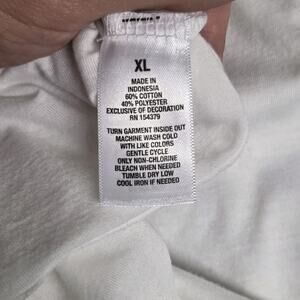 XL
MADE IN
INDONESIA
60% COTTON
40% POLYESTER
EXCLUSIVE OF DECORATION
RN 154379
TURN GARMENT INSIDE OUT
MACHINE WASH COLD
WITH LIKE COLORS
GENTLE CYCLE
ONLY NON-CHLORINE
BLEACH WHEN NEEDED
TUMBLE DRY LOW
COOL IRON IF NEEDED